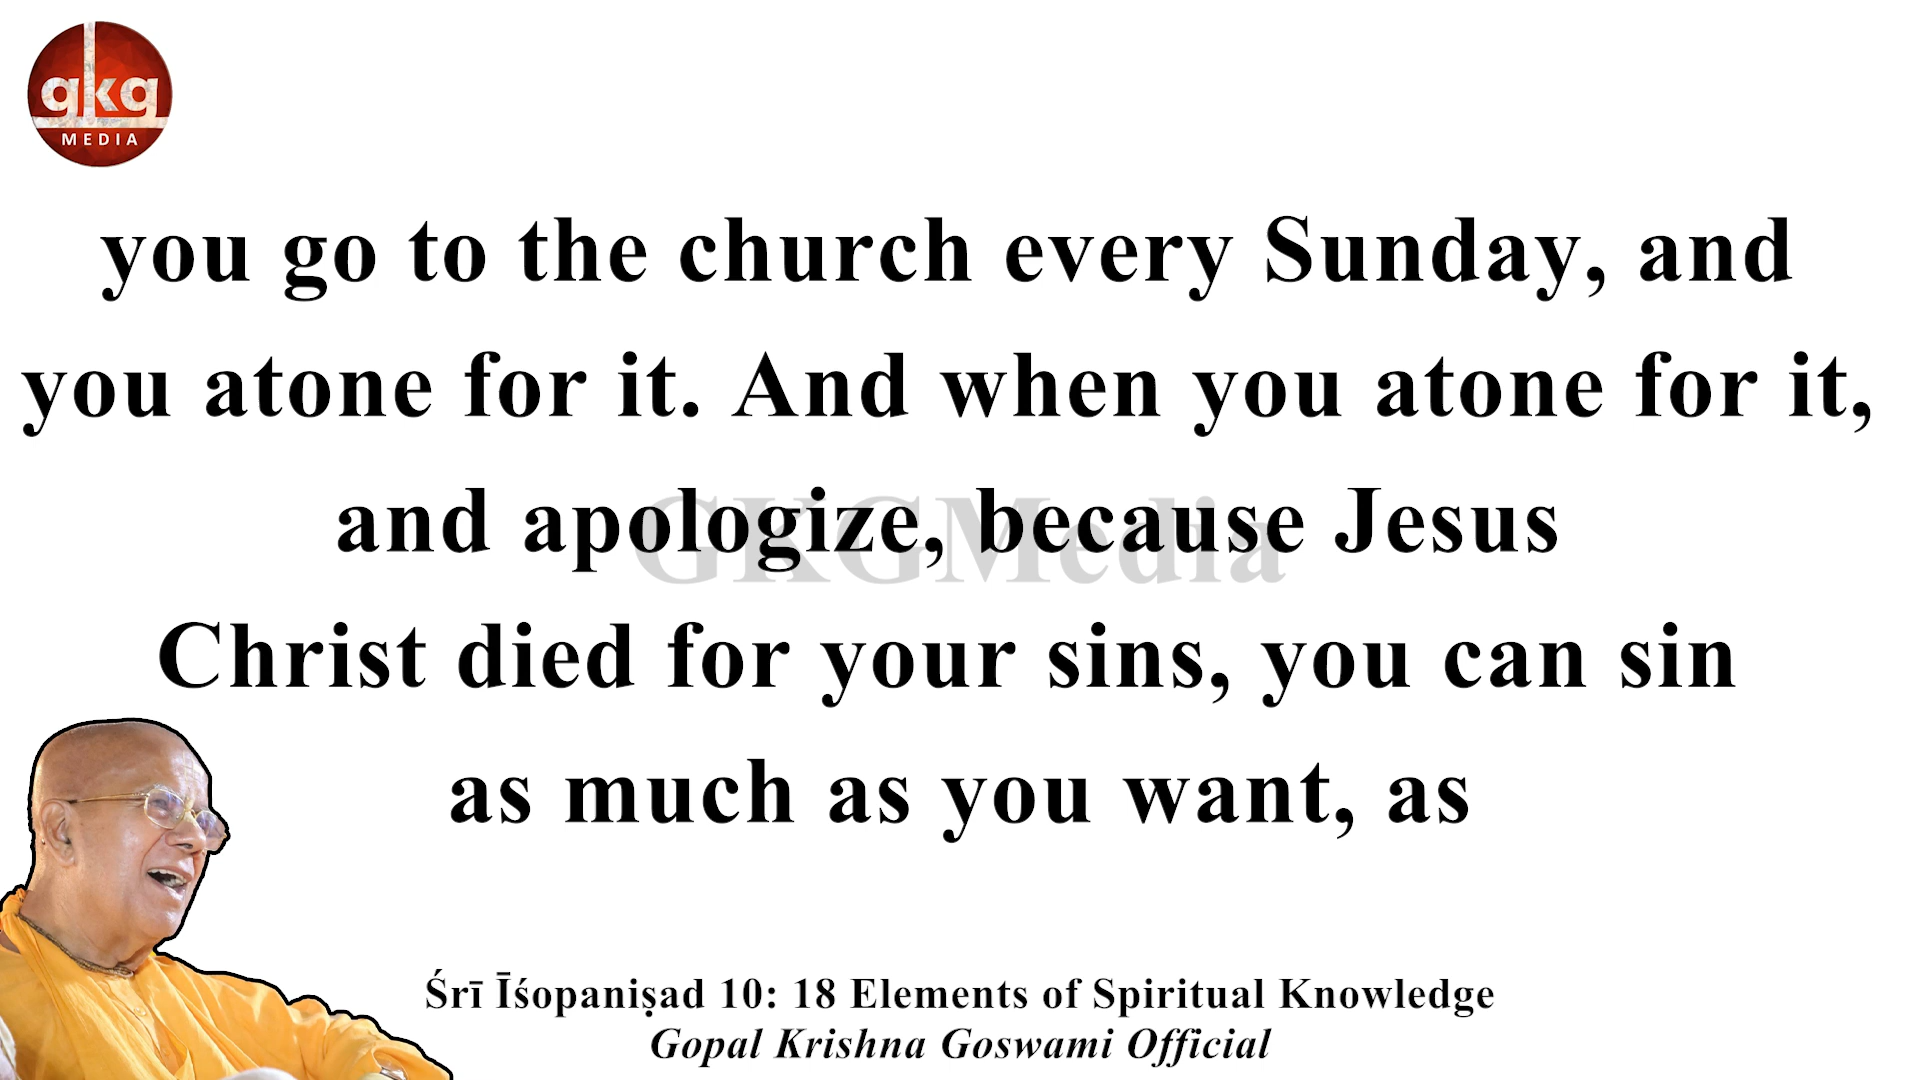 gkg
MEDIA
you go to the church every Sunday, and
you atone for it. And when you atone for it,
and apologize, because Jesus
Christ died for your sins, you can sin
as much as you want, as
GKGMedia
Śrī Īśopaniṣad 10: 18 Elements of Spiritual Knowledge
Gopal Krishna Goswami Official